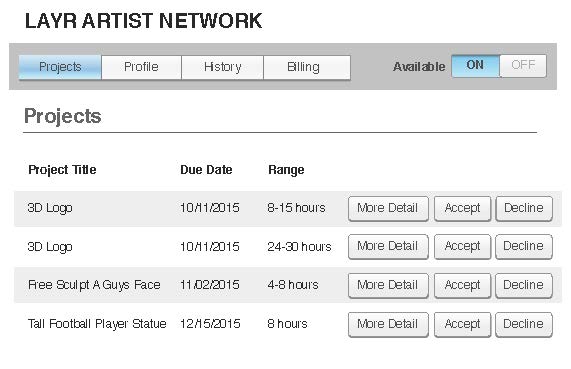 LAYR ARTIST NETWORK
Projects Profile History Billing Available ON OFF
Projects
Project Title Due Date Range
3D Logo 10/11/2015 8-15 hours More Detail Accept Decline
3D Logo 10/11/2015 24-30 hours More Detail Accept Decline
Free Sculpt A Guys Face 11/02/2015 4-8 hours More Detail Accept Decline
Tall Football Player Statue 12/15/2015 8 hours More Detail Accept Decline